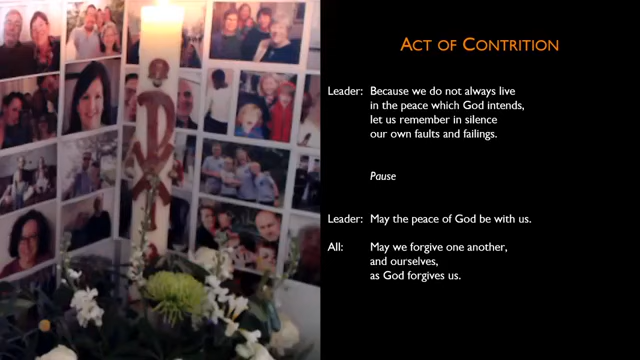 ACT OF CONTRITION
Leader: Because we do not always live
in the peace which God intends,
let us remember in silence
our own faults and failings.
Pause
Leader: May the peace of God be with us.
All: May we forgive one another,
and ourselves,
as God forgives us.